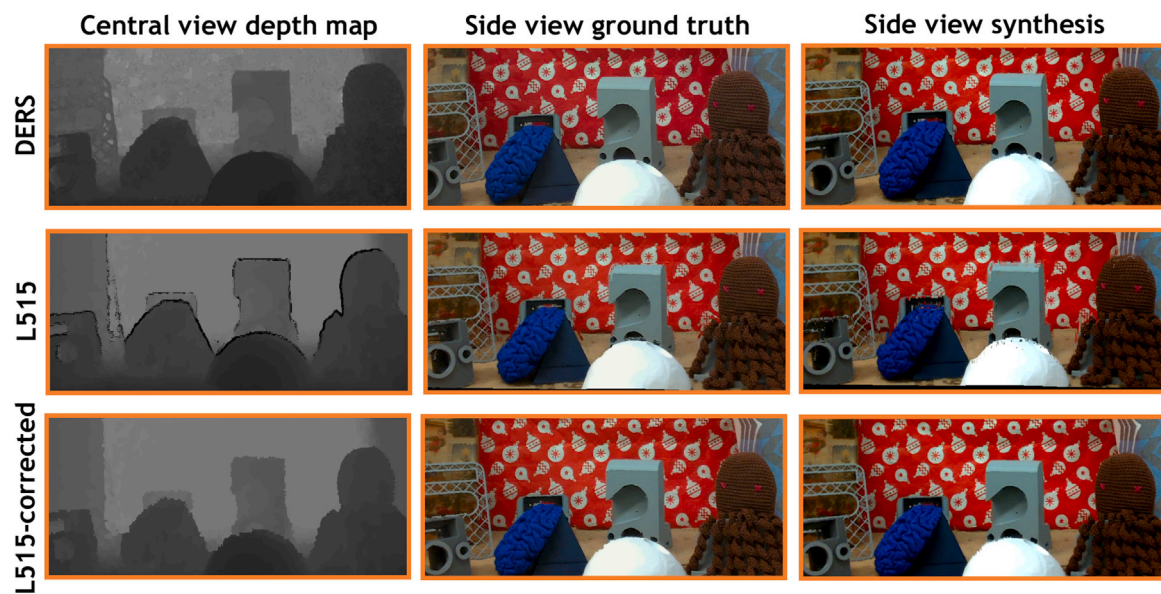 Central view depth map
Side view ground truth
Side view synthesis
DERS
L515
L515-corrected